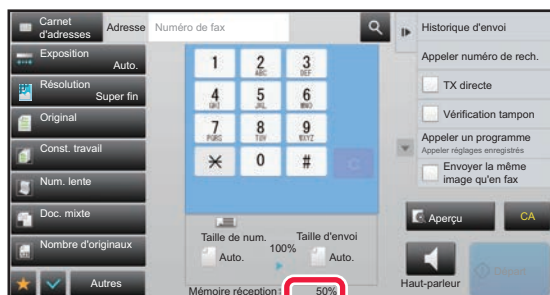 Carnet
d'adresses
Adresse
Numéro de fax
Exposition
Auto.
Résolution
Super fin
Original
Const. travail
Num. lente
Doc. mixte
Nombre d'originaux
Autres
1
2
ABC
3
DEF
4
GHI
5
JKL
6
MNO
7
PQRS
8
TUV
9
WXYZ
0
#
C
Taille de num.
100%
Taille d'envoi
Auto.
Auto.
Mémoire réception :
50%
Historique d'envoi
Appeler numéro de rech.
TX directe
Vérification tampon
Appeler un programme
Appeler réglages enregistrés
Envoyer la même
image qu'en fax
Aperçu
CA
Haut-parleur
Départ